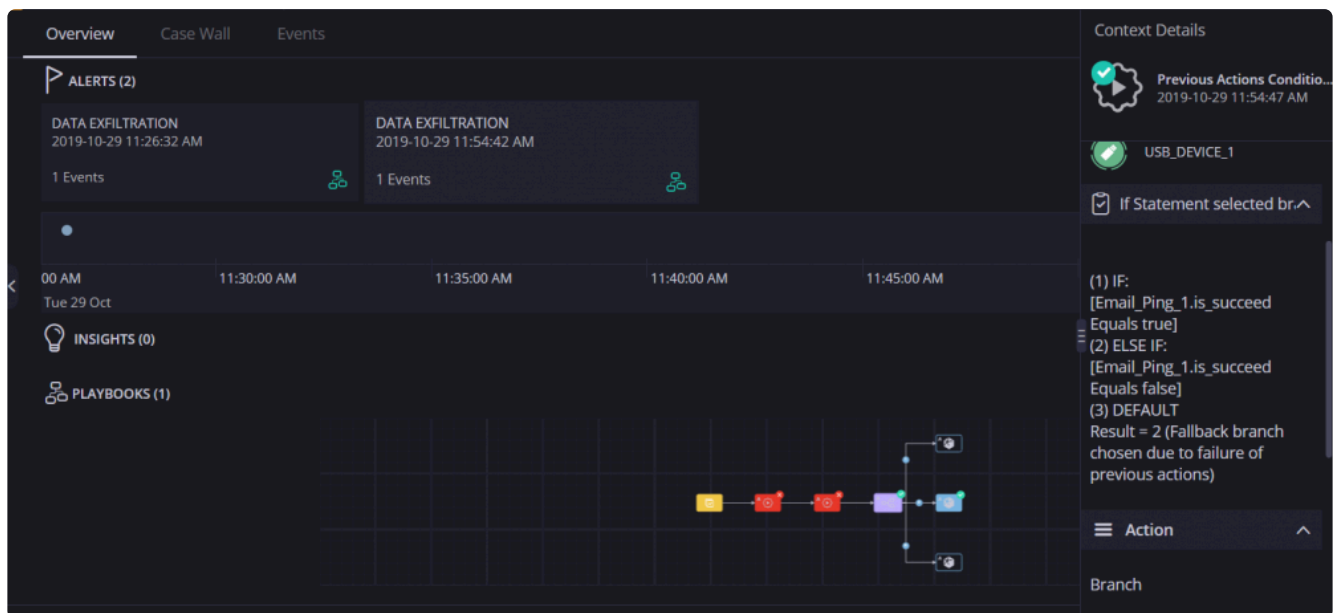 Overview Case Wall Events
ALERTS (2)
DATA EXFILTRATION
2019-10-29 11:26:32 AM
1 Events
DATA EXFILTRATION
2019-10-29 11:54:42 AM
1 Events
00 AM 11:30:00 AM 11:35:00 AM 11:40:00 AM 11:45:00 AM
Tue 29 Oct
INSIGHTS (0)
PLAYBOOKS (1)
Context Details
Previous Actions Conditio...
2019-10-29 11:54:47 AM
USB_DEVICE_1
If Statement selected br.
(1) IF:
[Email_Ping_1.is_succeed
Equals true]
(2) ELSE IF:
[Email_Ping_1.is_succeed
Equals false]
(3) DEFAULT
Result = 2 (Fallback branch
chosen due to failure of
previous actions)
Action
Branch